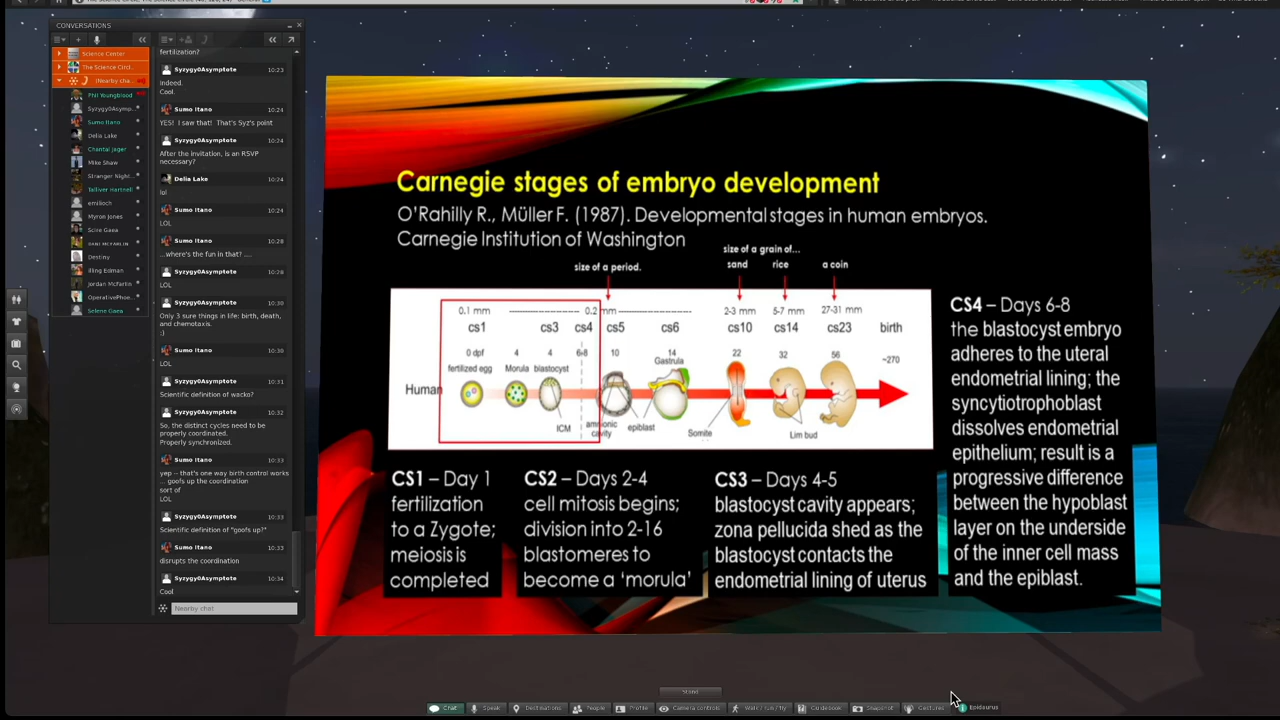 CONVERSATIONS
Science Center
The Science Circl...
(Nearby cha...
Phil Youngblood
Syzygy0Asymp...
Sumo Itano
Delia Lake
Chantal Jager
Mike Shaw
Stranger Night...
Talliver Hartnell
emilioch
Myron Jones
Scire Gaea
Destiny
illing Edman
Jordan McFarlin
OperativePhoe...
Selene Gaea
fertilization?
Syzygy0Asymptote 10:23
Indeed.
Cool.
Sumo Itano 10:24
YES! I saw that! That's Syz's point
Syzygy0Asymptote 10:24
After the invitation, is an RSVP
necessary?
Delia Lake 10:24
lol
Sumo Itano 10:24
LOL
Sumo Itano 10:28
...where's the fun in that? ....
Syzygy0Asymptote 10:28
LOL
Syzygy0Asymptote 10:30
Only 3 sure things in life: birth, death,
and chemotaxis.
:)
Sumo Itano 10:30
LOL
Syzygy0Asymptote 10:31
Scientific definition of wacko?
Syzygy0Asymptote 10:32
So, the distinct cycles need to be
properly coordinated.
Properly synchronized.
Sumo Itano 10:33
yep -- that's one way birth control works
... goofs up the coordination
sort of
LOL
Syzygy0Asymptote 10:33
Scientific definition of "goofs up?"
Sumo Itano 10:33
disrupts the coordination
Syzygy0Asymptote 10:34
Cool
Nearby chat
Carnegie stages of embryo development
O'Rahilly R., Müller F. (1987). Developmental stages in human embryos.
Carnegie Institution of Washington
size of a period.
size of a grain of...
sand rice a coin
0.1 mm 0.2 mm 2-3 mm 5-7 mm 27-31 mm
cs1 cs3 cs4 cs5 cs6 cs10 cs14 cs23 birth
0 dpf 4 4 6-8 10 14 22 32 56 ~270
fertilized egg Morula blastocyst Gastrula
Human
ICM amnionic cavity epiblast Somite Lim bud
CS1 – Day 1
fertilization
to a Zygote;
meiosis is
completed
CS2 – Days 2-4
cell mitosis begins;
division into 2-16
blastomeres to
become a 'morula'
CS3 – Days 4-5
blastocyst cavity appears;
zona pellucida shed as the
blastocyst contacts the
endometrial lining of uterus
CS4 – Days 6-8
the blastocyst embryo
adheres to the uteral
endometrial lining; the
syncytiotrophoblast
dissolves endometrial
epithelium; result is a
progressive difference
between the hypoblast
layer on the underside
of the inner cell mass
and the epiblast.
Stand
Chat Speak Destinations People Profile Camera controls Walk / run / fly Guidebook Snapshot Gestures Epidaurus